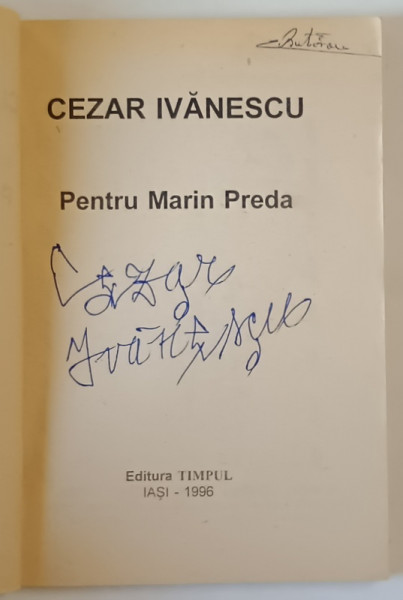 CEZAR IVĂNESCU
Pentru Marin Preda
Cezar
Ivănescu
Editura TIMPUL
IAŞI - 1996